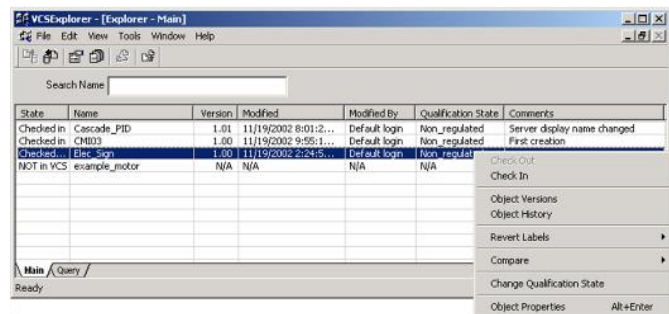 VCSExplorer - [Explorer - Main]
File Edit View Tools Window Help
Search Name
State Name Version Modified Modified By Qualification State Comments
Checked in Cascade_PID 1.01 11/19/2002 8:01:2... Default login Non_regulated Server display name changed
Checked in CMI03 1.00 11/19/2002 9:55:1... Default login Non_regulated First creation
Checked... Elec_Sign 1.00 11/19/2002 2:24:5... Default login Non_regulat
NOT in VCS example_motor N/A N/A N/A N/A
Check Out
Check In
Object Versions
Object History
Revert Labels
Compare
Change Qualification State
Object Properties Alt+Enter
Main Query
Ready